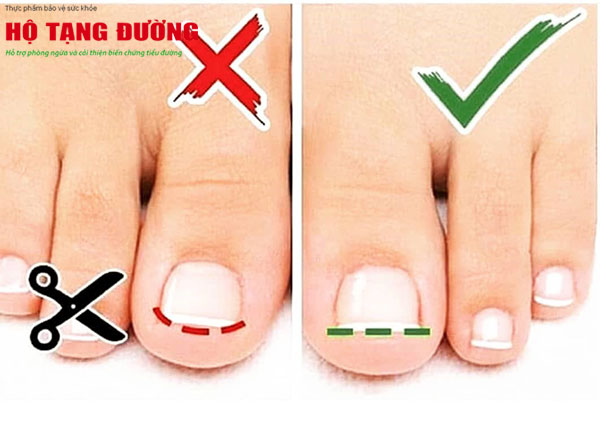 Thực phẩm bảo vệ sức khỏe
HỘ TẠNG ĐƯỜNG
Hỗ trợ phòng ngừa và cải thiện biến chứng tiểu đường